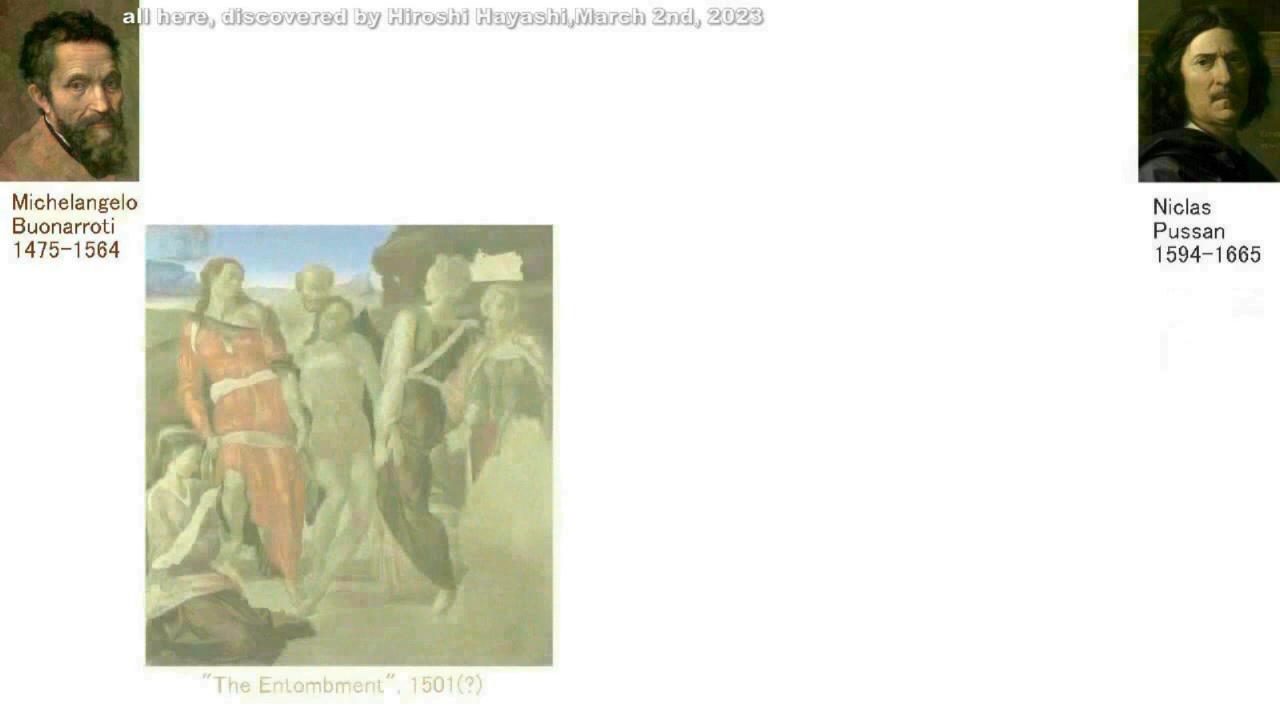 all here, discovered by Hiroshi Hayashi,March 2nd, 2023
Michelangelo
Buonarroti
1475-1564
Niclas
Pussan
1594-1665
"The Entombment", 1501(?)